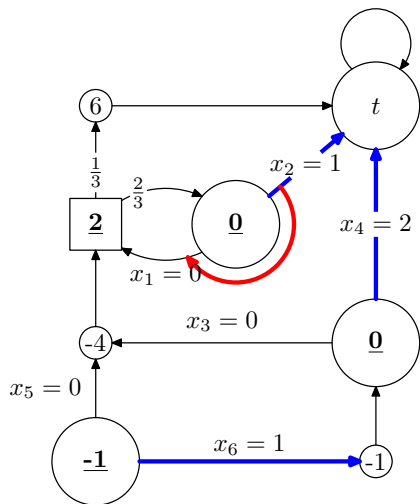 6
t
1/3
2/3
x₂ = 1
2
0
x₄ = 2
x₁ = 0
x₃ = 0
-4
0
x₅ = 0
x₆ = 1
-1
-1